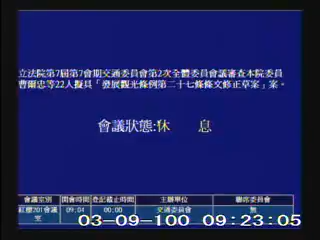 立法院第7屆第7會期交通委員會第2次全體委員會議審查本院委員
曹爾忠等22人擬具「發展觀光條例第二十七條條文修正草案」案。
會議狀態:休 息
會議室別 開會時間 登記截止時間 主辦單位 聯席委員會
紅樓201會議室 09:04 00:00 交通委員會 無
03-09-100 09:23:05